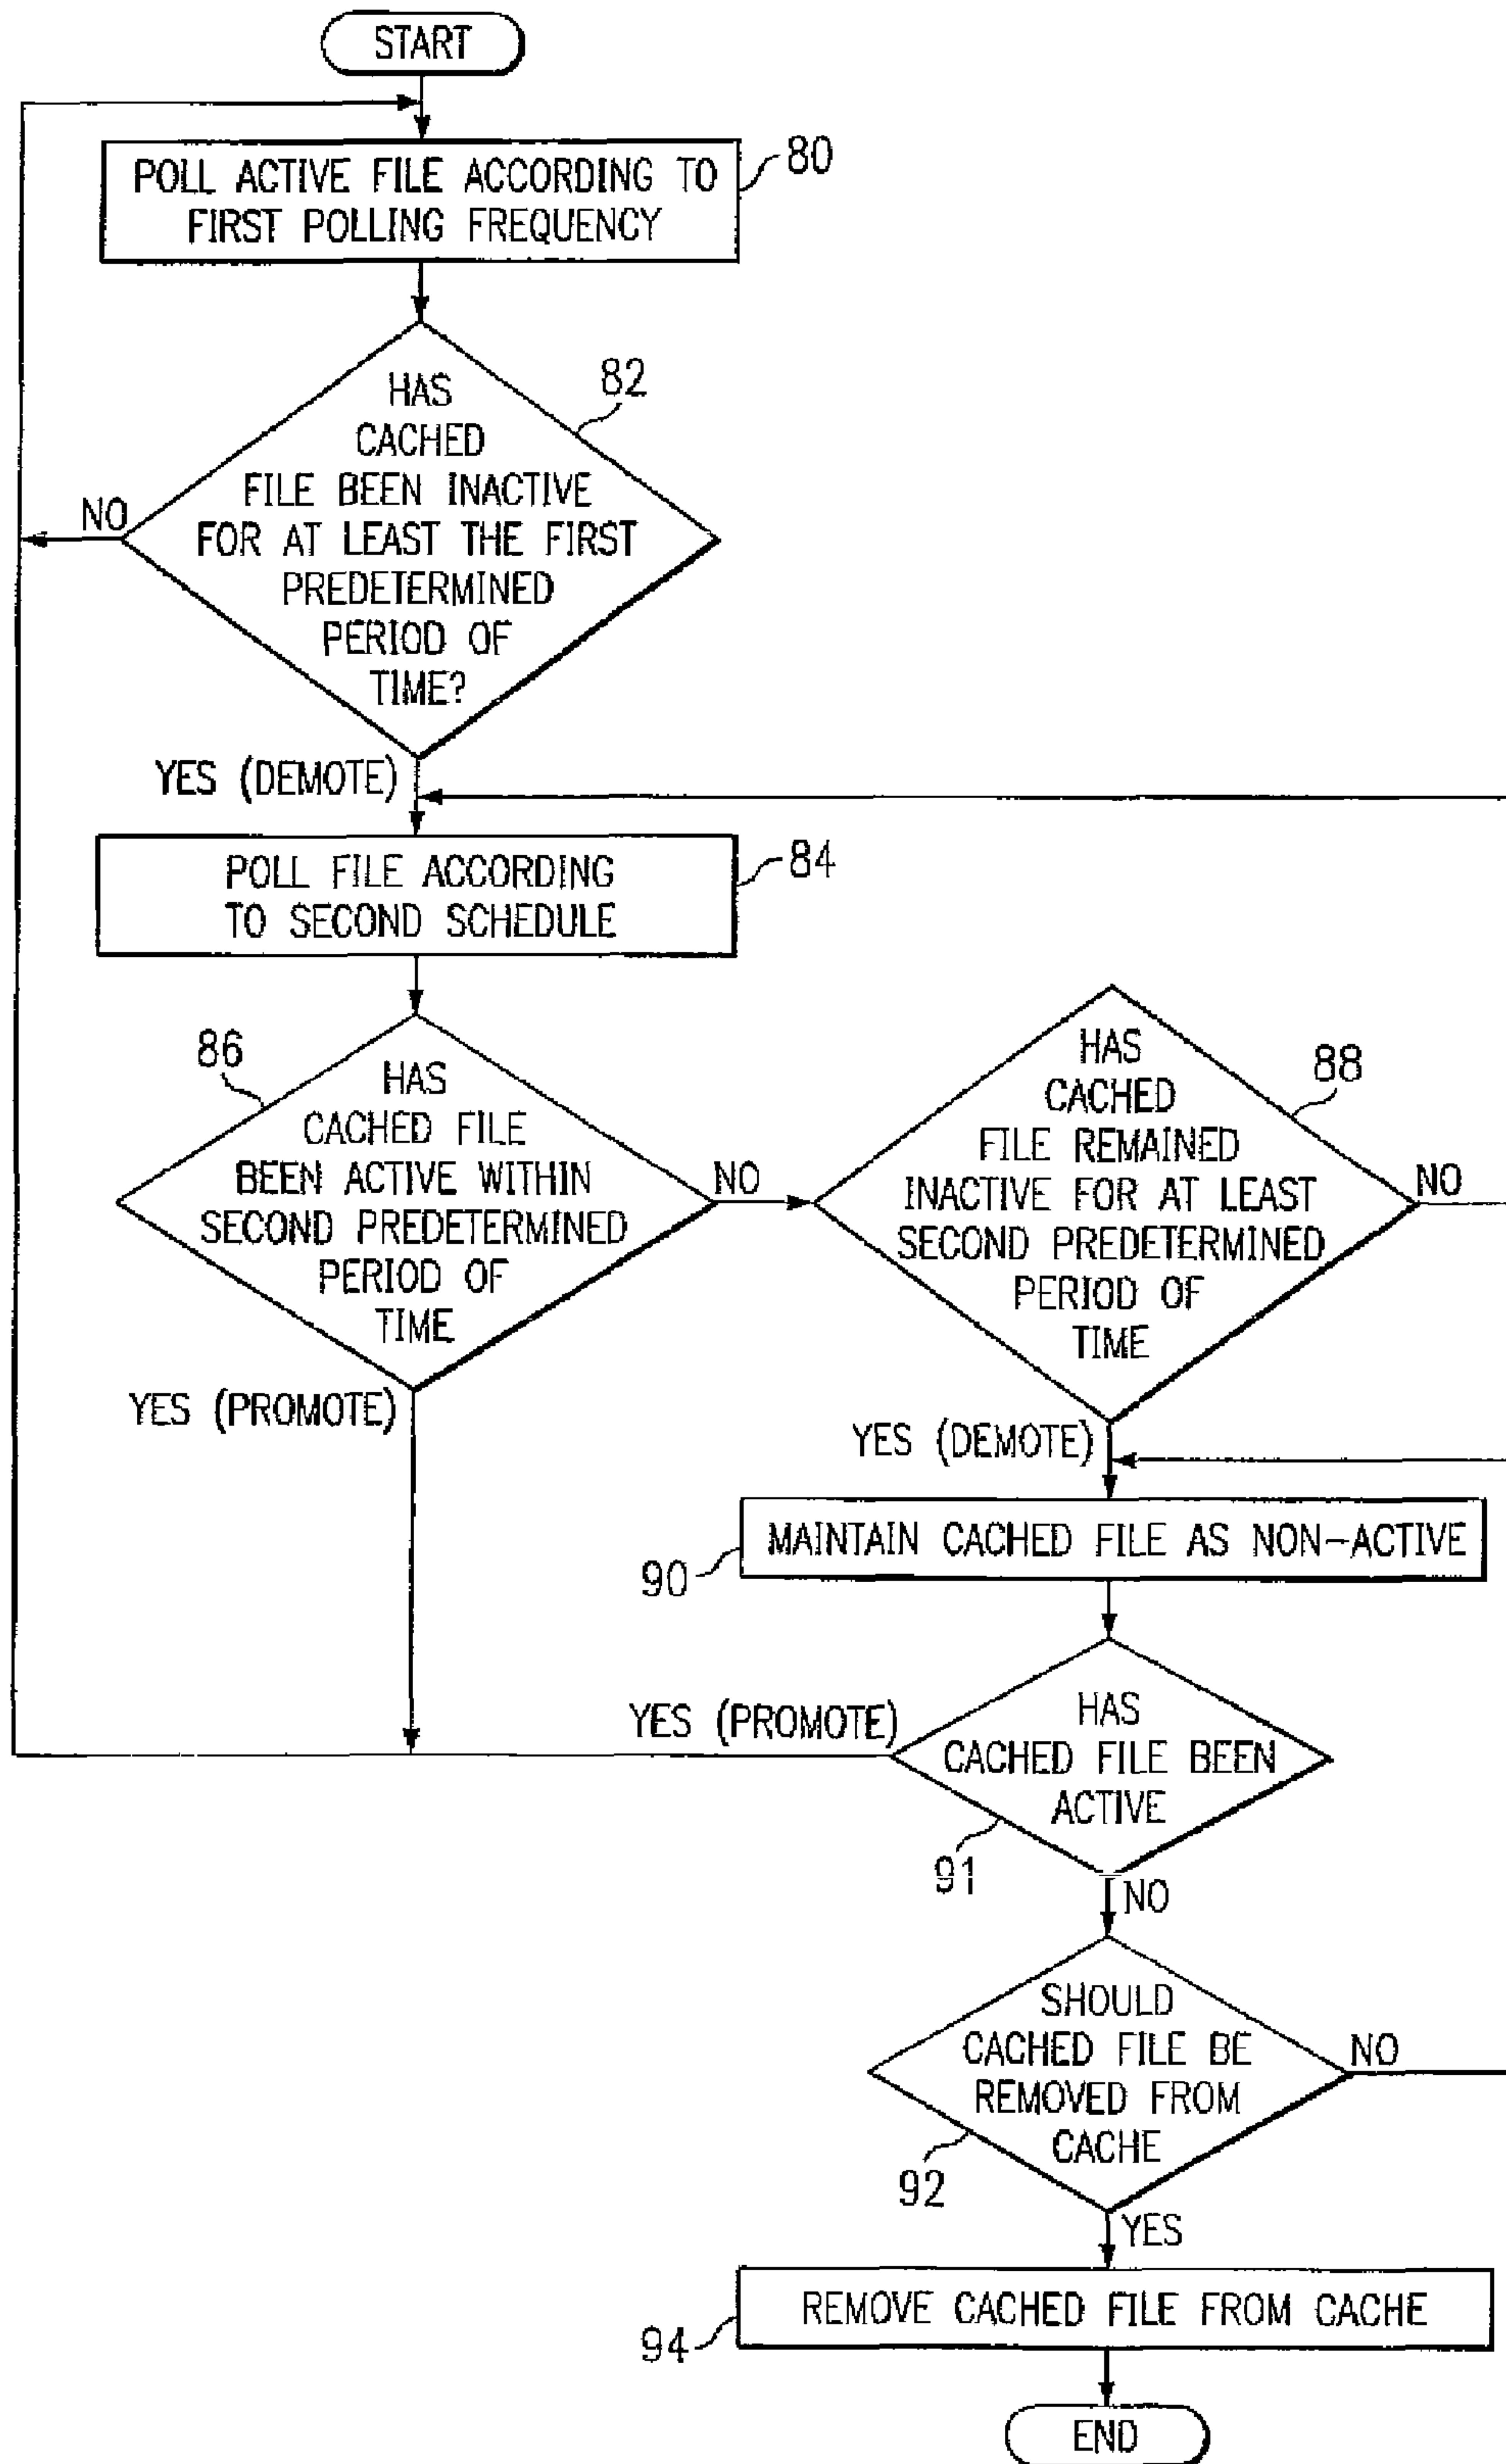 START
POLL ACTIVE FILE ACCORDING TO
FIRST POLLING FREQUENCY
80
HAS
CACHED
FILE BEEN INACTIVE
FOR AT LEAST THE FIRST
PREDETERMINED
PERIOD OF
TIME?
82
NO
YES (DEMOTE)
POLL FILE ACCORDING
TO SECOND SCHEDULE
84
86
HAS
CACHED FILE
BEEN ACTIVE WITHIN
SECOND PREDETERMINED
PERIOD OF
TIME
NO
YES (PROMOTE)
HAS
CACHED
FILE REMAINED
INACTIVE FOR AT LEAST
SECOND PREDETERMINED
PERIOD OF
TIME
88
NO
YES (DEMOTE)
MAINTAIN CACHED FILE AS NON-ACTIVE
90
YES (PROMOTE)
HAS
CACHED FILE BEEN
ACTIVE
91
NO
SHOULD
CACHED FILE BE
REMOVED FROM
CACHE
NO
92
YES
REMOVE CACHED FILE FROM CACHE
94
END